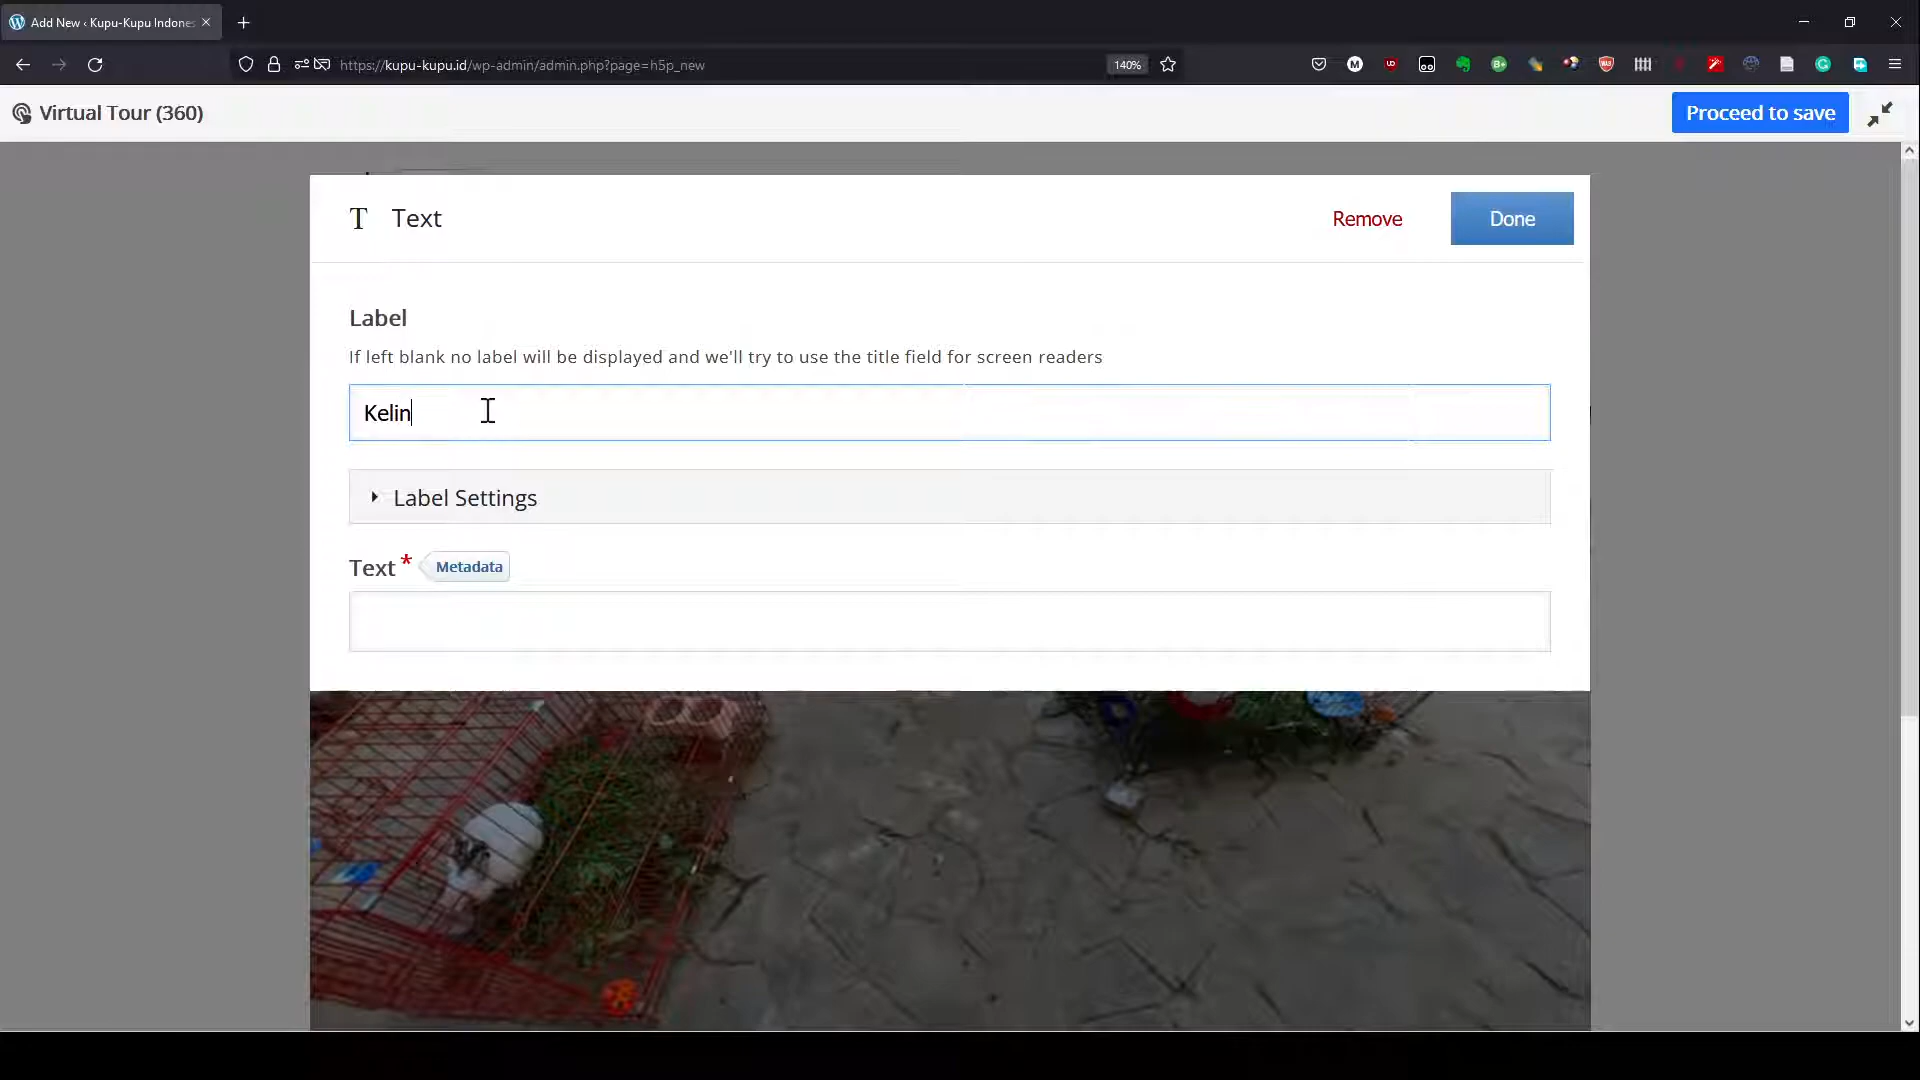 Add New ‹ Kupu-Kupu Indones
https://kupu-kupu.id/wp-admin/admin.php?page=h5p_new
140%
Virtual Tour (360)
Proceed to save
T Text
Remove
Done
Label
If left blank no label will be displayed and we'll try to use the title field for screen readers
Kelin
Label Settings
Text *
Metadata